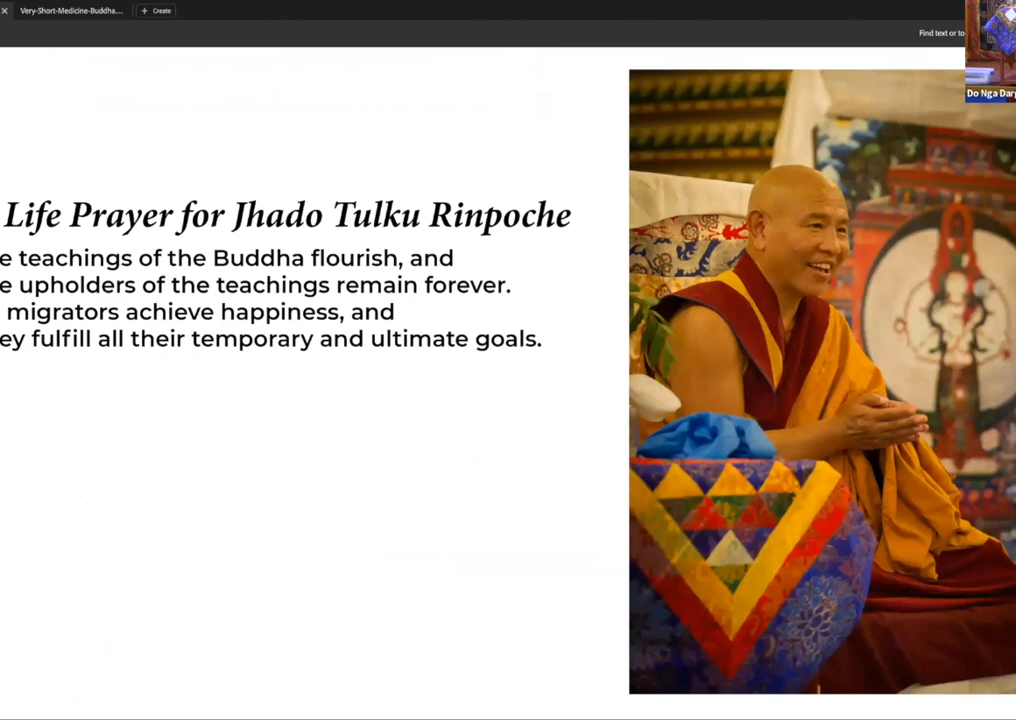 Very-Short-Medicine-Buddha...
Create
Find text or to
Do Nga Darg
Life Prayer for Jhado Tulku Rinpoche
e teachings of the Buddha flourish, and
e upholders of the teachings remain forever.
migrators achieve happiness, and
ey fulfill all their temporary and ultimate goals.